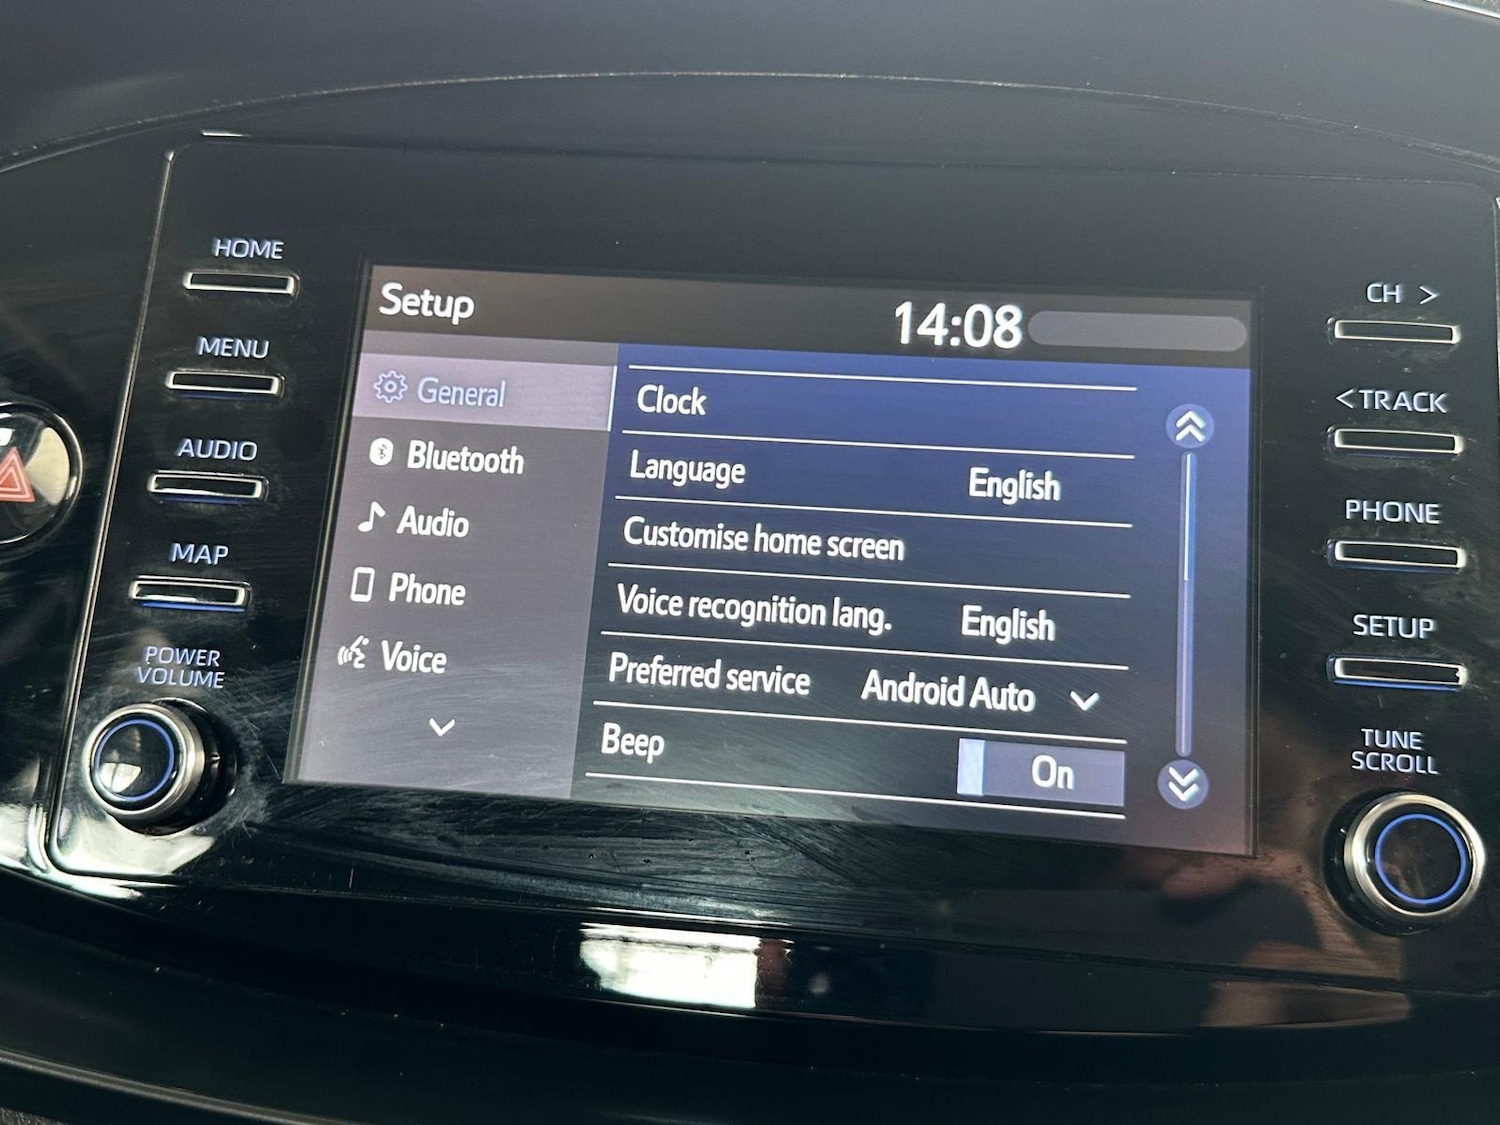 HOME
MENU
AUDIO
MAP
POWER
VOLUME
Setup
14:08
General
Bluetooth
Audio
Phone
Voice
Clock
Language English
Customise home screen
Voice recognition lang. English
Preferred service Android Auto
Beep On
CH >
< TRACK
PHONE
SETUP
TUNE
SCROLL